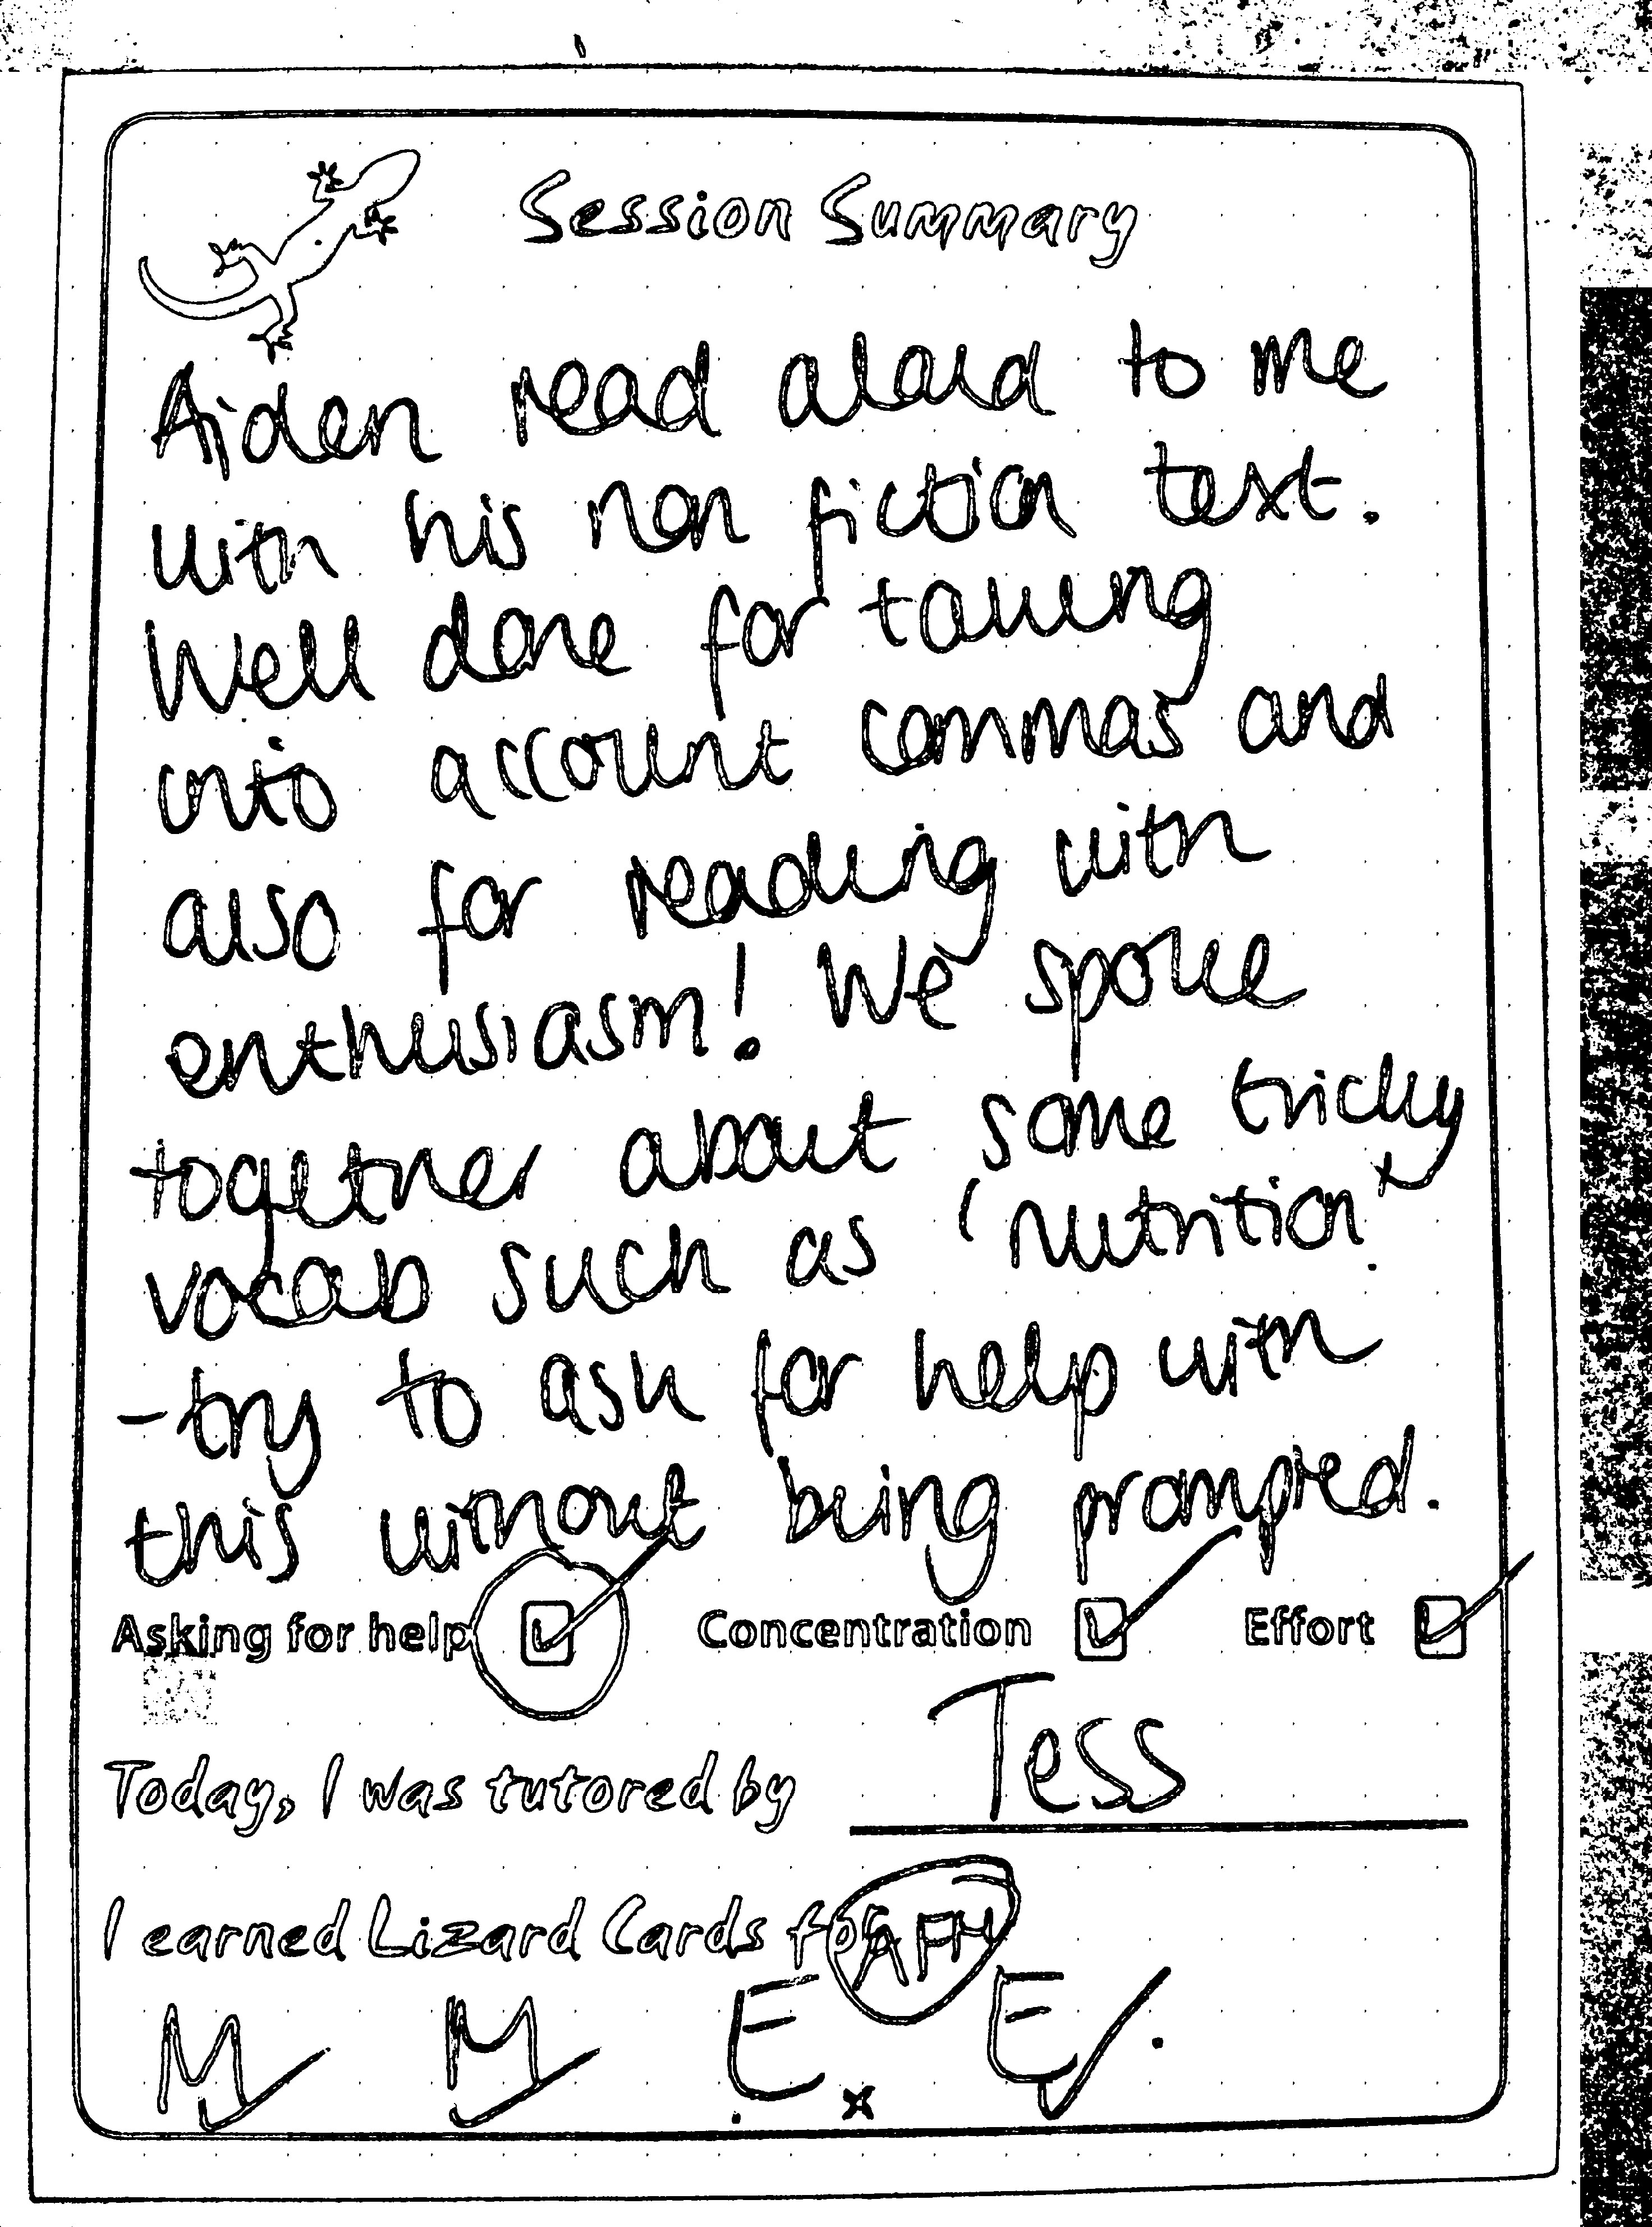 Session Summary
Aiden read aloud to me
with his non fiction text.
Well done for taking
into account commas and
also for reading with
enthusiasm! We spoke
together about some tricky
vocab such as 'nutrition'
- try to ask for help with
this without being prompted.
Asking for help Concentration Effort
Today, I was tutored by Tess
I earned Lizard Cards for AFH
M M E E